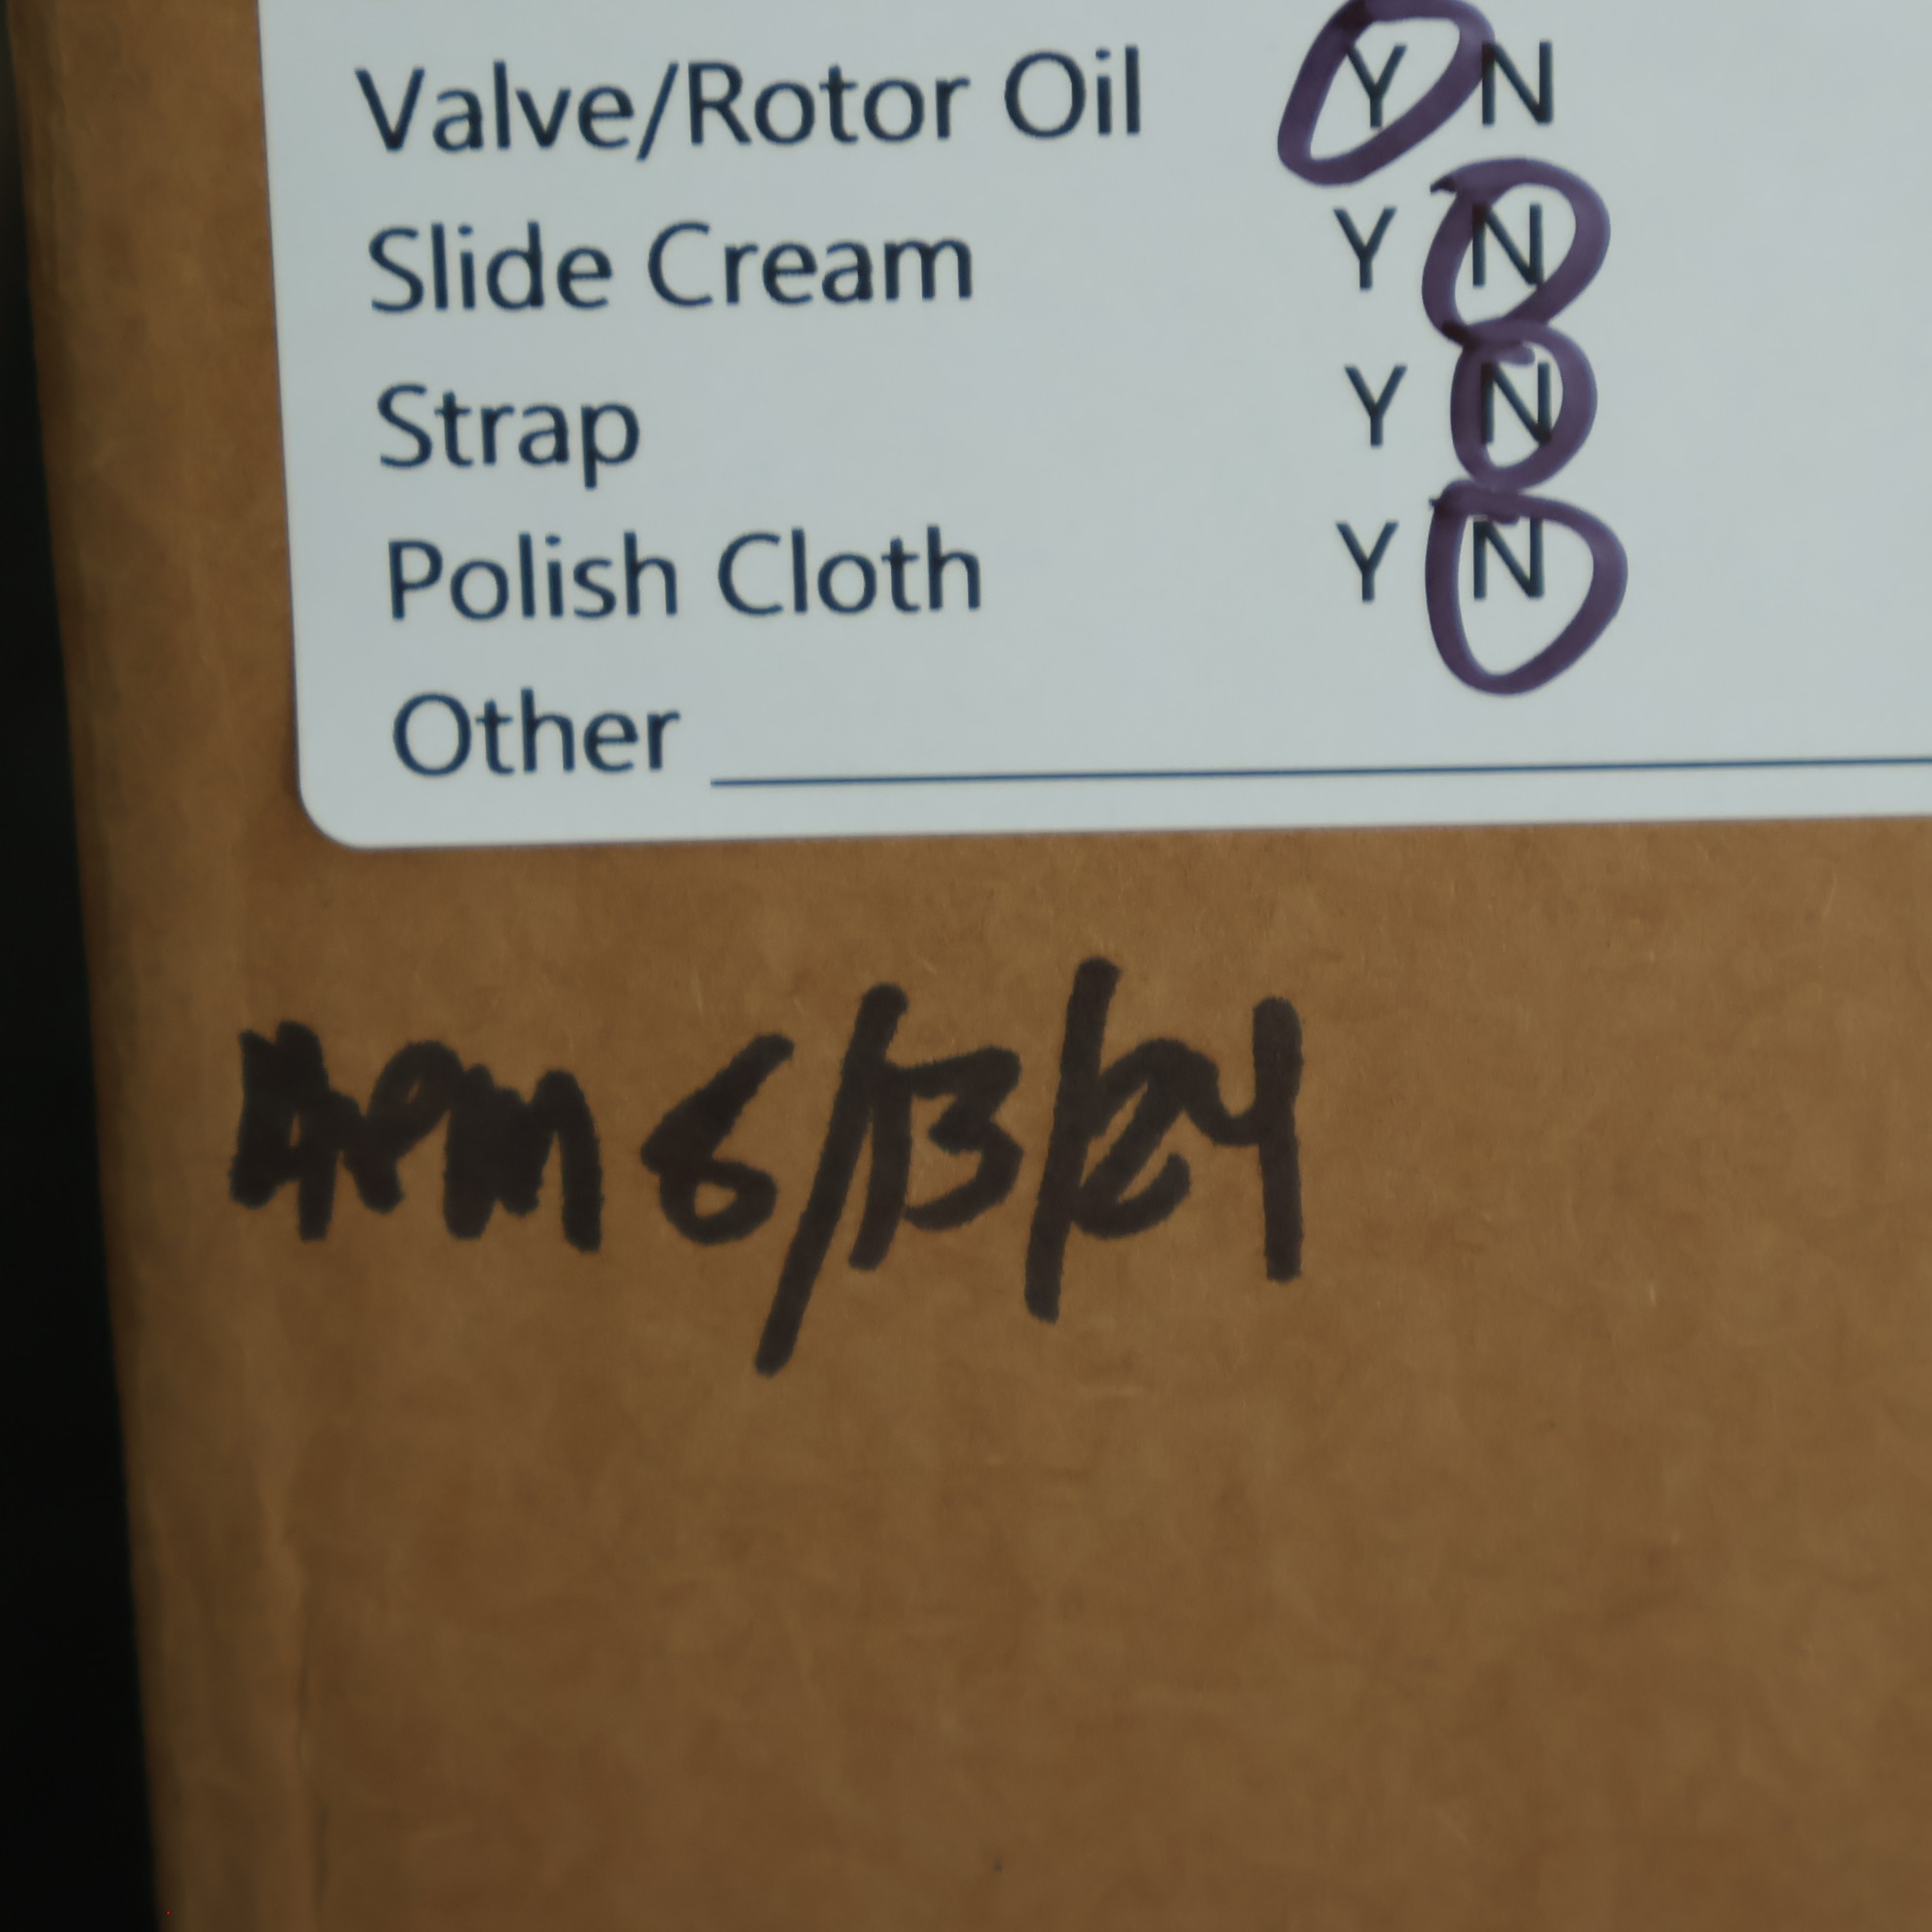 Valve/Rotor Oil Y N
Slide Cream Y N
Strap Y N
Polish Cloth Y N
Other
6/13/24